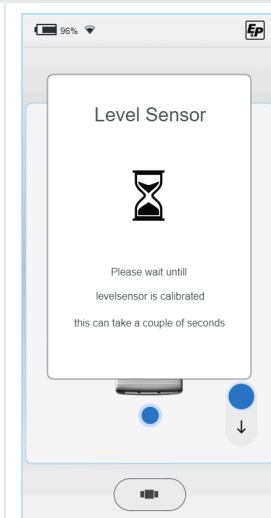 96%
EP
Level Sensor
Please wait untill
levelsensor is calibrated
this can take a couple of seconds